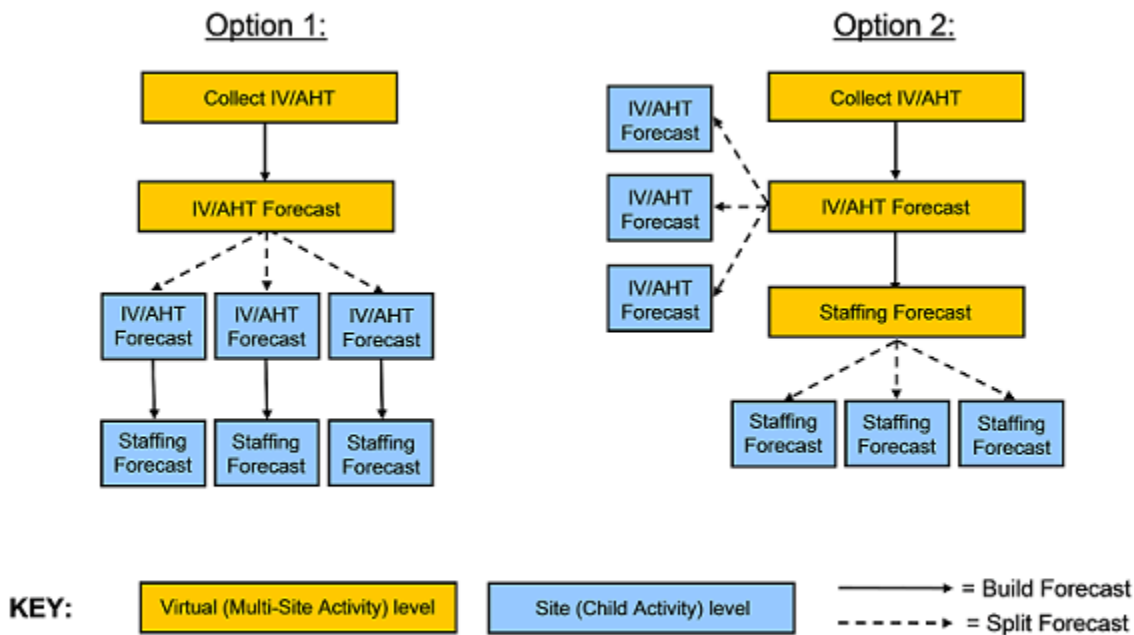 Option 1:
Collect IV/AHT
IV/AHT Forecast
IV/AHT
Forecast
IV/AHT
Forecast
IV/AHT
Forecast
Staffing
Forecast
Staffing
Forecast
Staffing
Forecast
Option 2:
Collect IV/AHT
IV/AHT
Forecast
IV/AHT
Forecast
IV/AHT
Forecast
IV/AHT Forecast
Staffing Forecast
Staffing
Forecast
Staffing
Forecast
Staffing
Forecast
KEY:
Virtual (Multi-Site Activity) level
Site (Child Activity) level
= Build Forecast
= Split Forecast